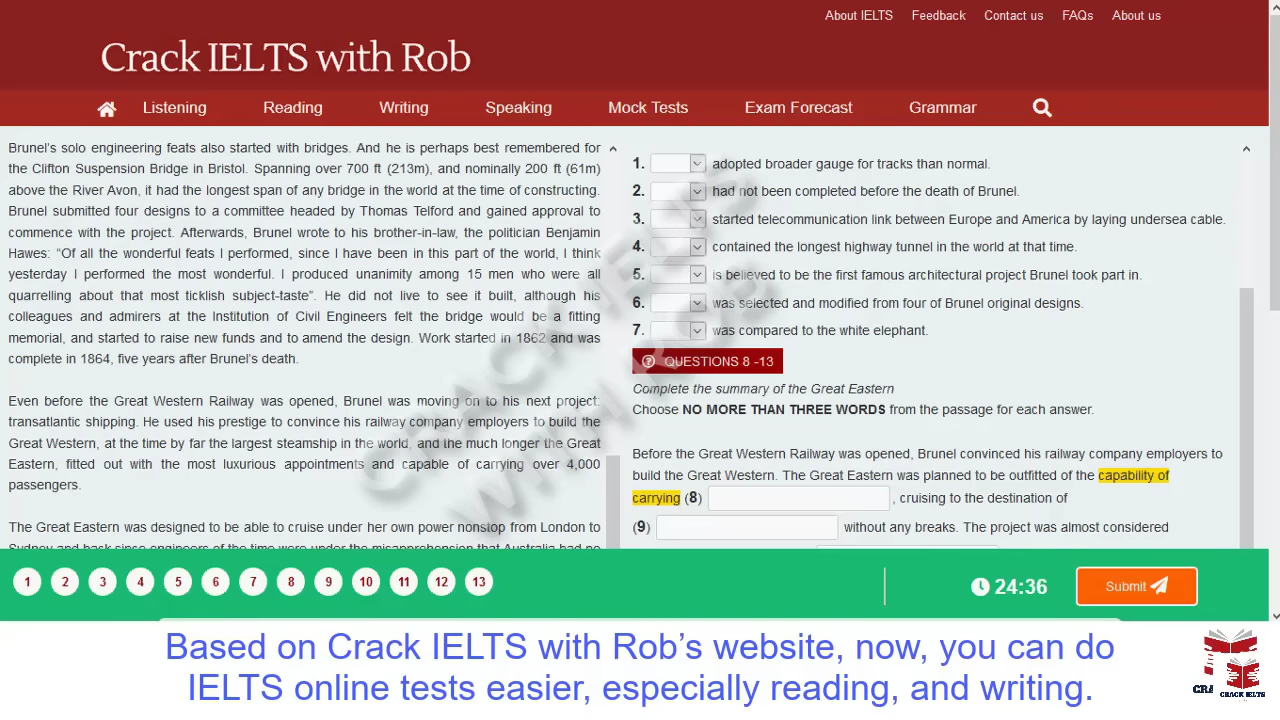 About IELTS Feedback Contact us FAQs About us
Crack IELTS with Rob
Listening Reading Writing Speaking Mock Tests Exam Forecast Grammar
Brunel's solo engineering feats also started with bridges. And he is perhaps best remembered for
the Clifton Suspension Bridge in Bristol. Spanning over 700 ft (213m), and nominally 200 ft (61m)
above the River Avon, it had the longest span of any bridge in the world at the time of constructing.
Brunel submitted four designs to a committee headed by Thomas Telford and gained approval to
commence with the project. Afterwards, Brunel wrote to his brother-in-law, the politician Benjamin
Hawes: “Of all the wonderful feats I performed, since I have been in this part of the world, I think
yesterday I performed the most wonderful. I produced unanimity among 15 men who were all
quarrelling about that most ticklish subject-taste”. He did not live to see it built, although his
colleagues and admirers at the Institution of Civil Engineers felt the bridge would be a fitting
memorial, and started to raise new funds and to amend the design. Work started in 1862 and was
complete in 1864, five years after Brunel's death.
Even before the Great Western Railway was opened, Brunel was moving on to his next project:
transatlantic shipping. He used his prestige to convince his railway company employers to build the
Great Western, at the time by far the largest steamship in the world, and the much longer the Great
Eastern, fitted out with the most luxurious appointments and capable of carrying over 4,000
passengers.
The Great Eastern was designed to be able to cruise under her own power nonstop from London to
Sydney and back since engineers of the time were under the misapprehension that Australia had no
1. adopted broader gauge for tracks than normal.
2. had not been completed before the death of Brunel.
3. started telecommunication link between Europe and America by laying undersea cable.
4. contained the longest highway tunnel in the world at that time.
5. is believed to be the first famous architectural project Brunel took part in.
6. was selected and modified from four of Brunel original designs.
7. was compared to the white elephant.
QUESTIONS 8 -13
Complete the summary of the Great Eastern
Choose NO MORE THAN THREE WORDS from the passage for each answer.
Before the Great Western Railway was opened, Brunel convinced his railway company employers to
build the Great Western. The Great Eastern was planned to be outfitted of the capability of
carrying (8) , cruising to the destination of
(9) without any breaks. The project was almost considered
CRACK IELTS
WITH ROB
1 2 3 4 5 6 7 8 9 10 11 12 13
24:36
Submit
Based on Crack IELTS with Rob’s website, now, you can do
IELTS online tests easier, especially reading, and writing.
CRACK IELTS